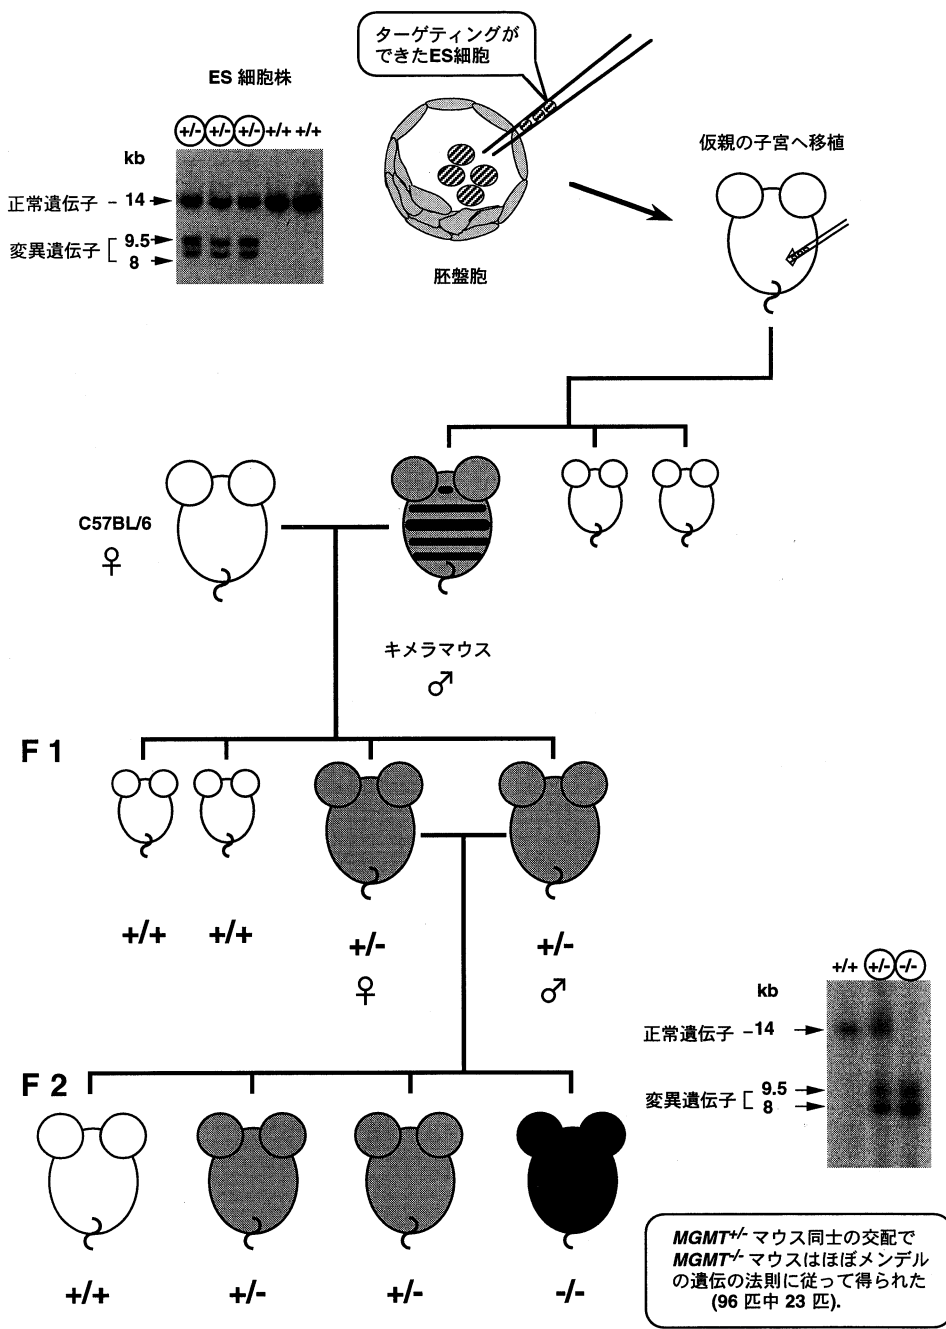 ターゲティングが
できたES細胞
ES 細胞株
+/- +/- +/- +/+ +/+
kb
正常遺伝子 - 14
変異遺伝子 9.5
8
胚盤胞
仮親の子宮へ移植
C57BL/6
♀
キメラマウス
♂
F 1
+/+ +/+ +/- +/-
♀ ♂
+/+ +/- -/-
kb
正常遺伝子 -14
変異遺伝子 9.5
8
F 2
+/+ +/- +/- -/-
MGMT+/- マウス同士の交配で
MGMT-/- マウスはほぼメンデル
の遺伝の法則に従って得られた
(96 匹中 23 匹).